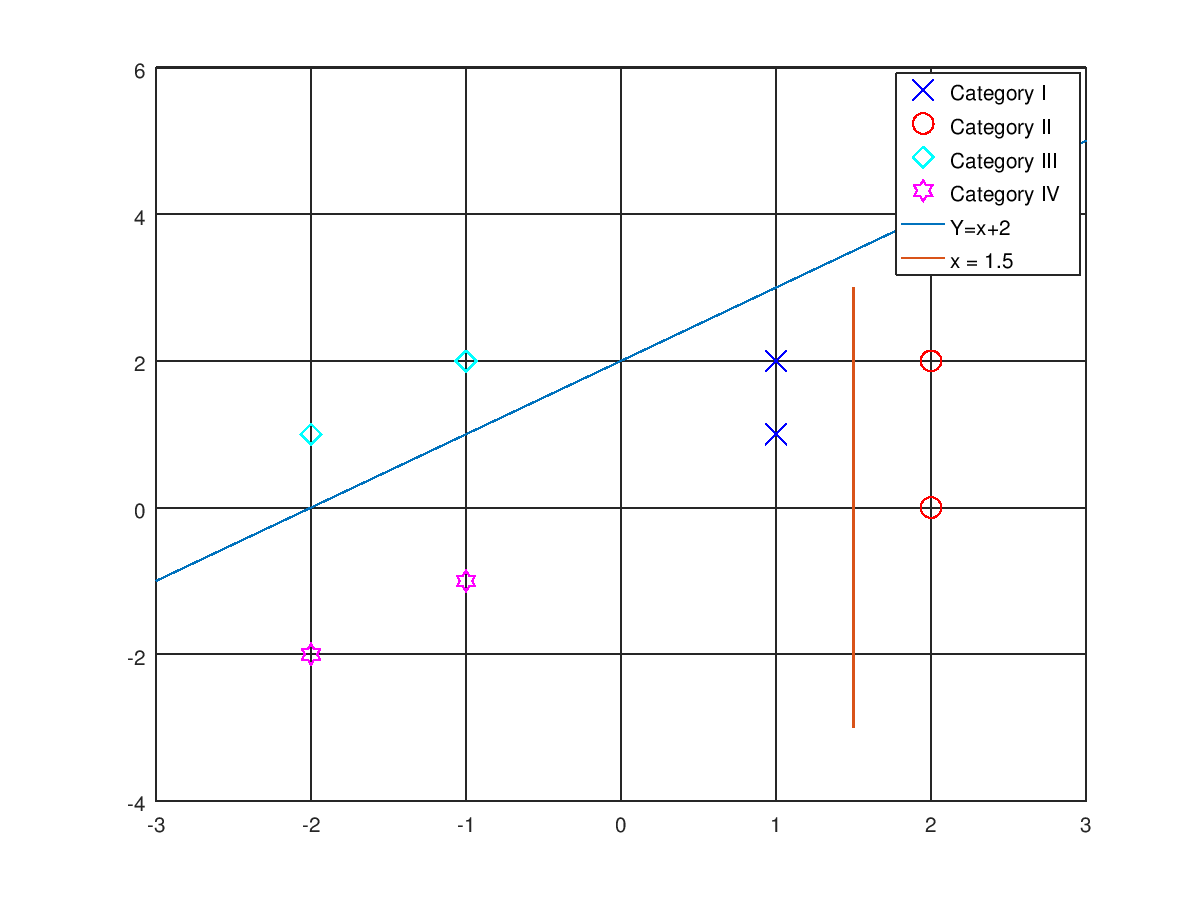 6
Category I
Category II
Category III
Category IV
4
Y=x+2
x = 1.5
2
0
-2
-4
-3 -2 -1 0 1 2 3